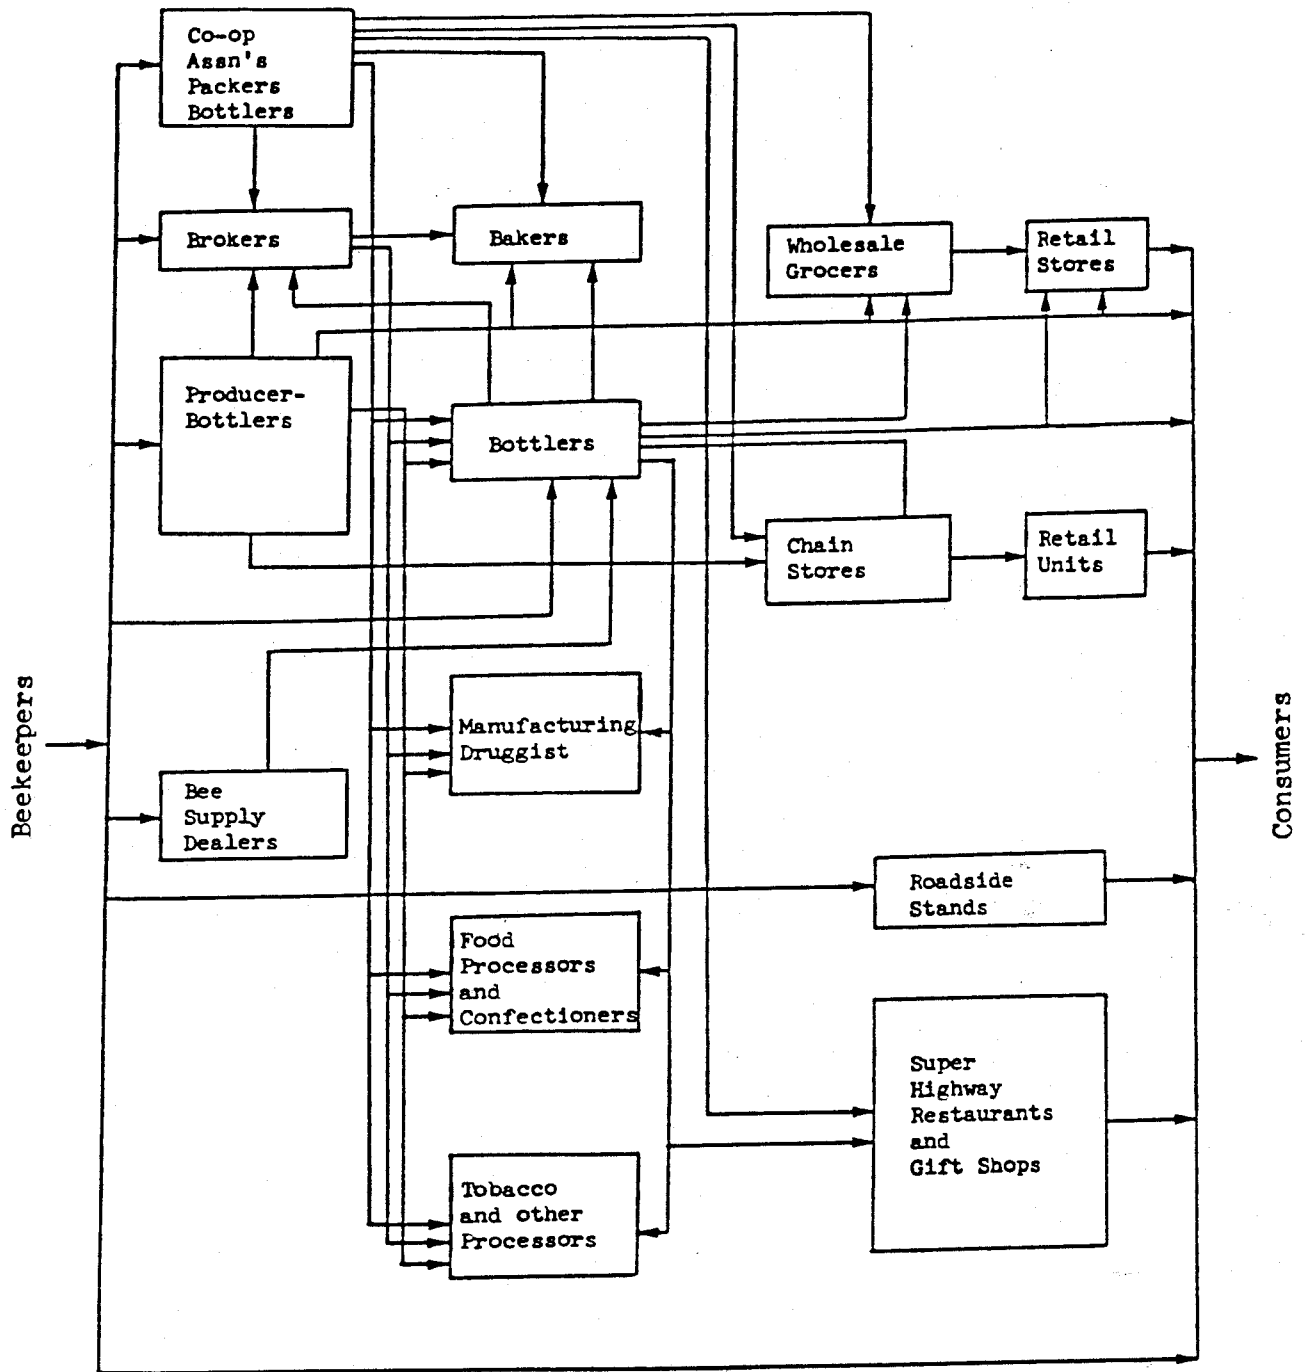 Co-op
Assn's
Packers
Bottlers
Brokers
Bakers
Wholesale
Grocers
Retail
Stores
Producer-
Bottlers
Bottlers
Chain
Stores
Retail
Units
Beekeepers
Manufacturing
Druggist
Consumers
Bee
Supply
Dealers
Roadside
Stands
Food
Processors
and
Confectioners
Super
Highway
Restaurants
and
Gift Shops
Tobacco
and other
Processors